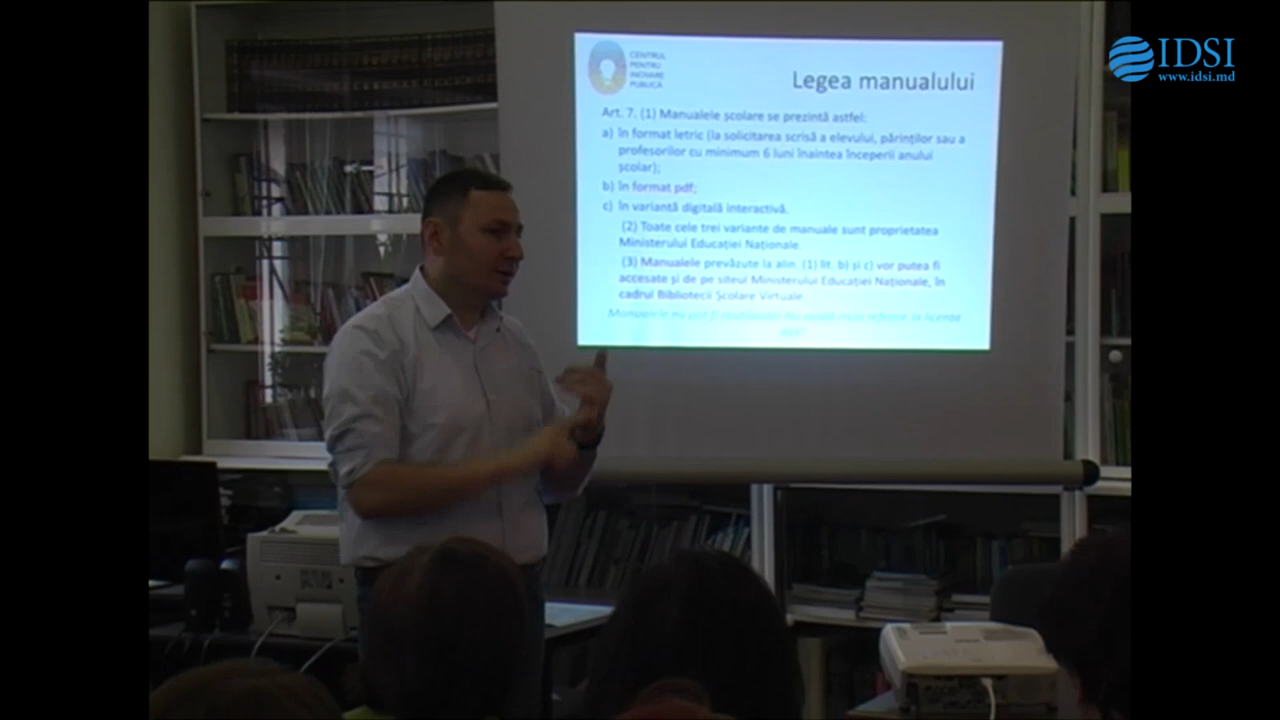 IDSI
www.idsi.md
CENTRUL
PENTRU
INOVARE
PUBLICĂ
Legea manualului
Art. 7. (1) Manualele școlare se prezintă astfel:
a) în format letric (la solicitarea scrisă a elevului, părinților sau a
profesorilor cu minimum 6 luni înaintea începerii anului
școlar);
b) în format pdf;
c) în variantă digitală interactivă.
(2) Toate cele trei variante de manuale sunt proprietatea
Ministerului Educației Naționale.
(3) Manualele prevăzute la alin. (1) lit. b) și c) vor putea fi
accesate și de pe siteul Ministerului Educației Naționale, în
cadrul Bibliotecii Școlare Virtuale.
Manualele nu pot fi